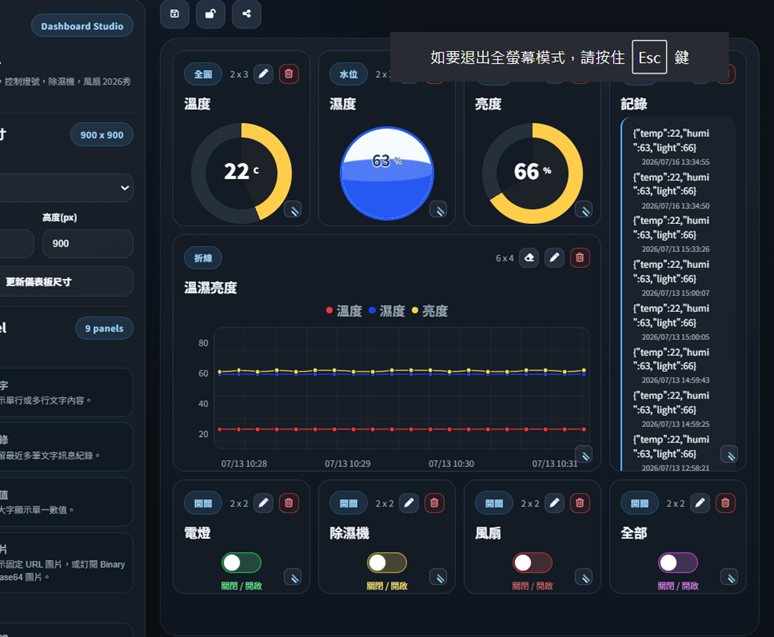 Dashboard Studio
，控制燈號，除濕機，風扇 2026秀
寸
900 x 900
高度(px)
900
更新儀表板尺寸
el
9 panels
字
示單行或多行文字內容。
錄
留最近多筆文字訊息紀錄。
值
大字顯示單一數值。
片
示固定 URL 圖片，或訂閱 Binary
ase64 圖片。
如要退出全螢幕模式，請按住 Esc 鍵
全圓
2 x 3
溫度
22 c
水位
2 x
濕度
63 %
亮度
66 %
記錄
{"temp":22,"humi
":63,"light":66}
2026/07/16 13:34:55
{"temp":22,"humi
":63,"light":66}
2026/07/16 13:34:50
{"temp":22,"humi
":63,"light":66}
2026/07/13 15:33:26
{"temp":22,"humi
":63,"light":66}
2026/07/13 15:00:07
{"temp":22,"humi
":63,"light":66}
2026/07/13 15:00:05
{"temp":22,"humi
":63,"light":66}
2026/07/13 14:59:43
{"temp":22,"humi
":63,"light":66}
2026/07/13 14:59:25
{"temp":22,"humi
":63,"light":66}
2026/07/13 12:58:21
折線
6 x 4
溫濕亮度
溫度 濕度 亮度
80
60
40
20
07/13 10:28
07/13 10:29
07/13 10:30
07/13 10:31
開關
2 x 2
電燈
關閉 / 開啟
開關
2 x 2
除濕機
關閉 / 開啟
開關
2 x 2
風扇
關閉 / 開啟
開關
2 x 2
全部
關閉 / 開啟